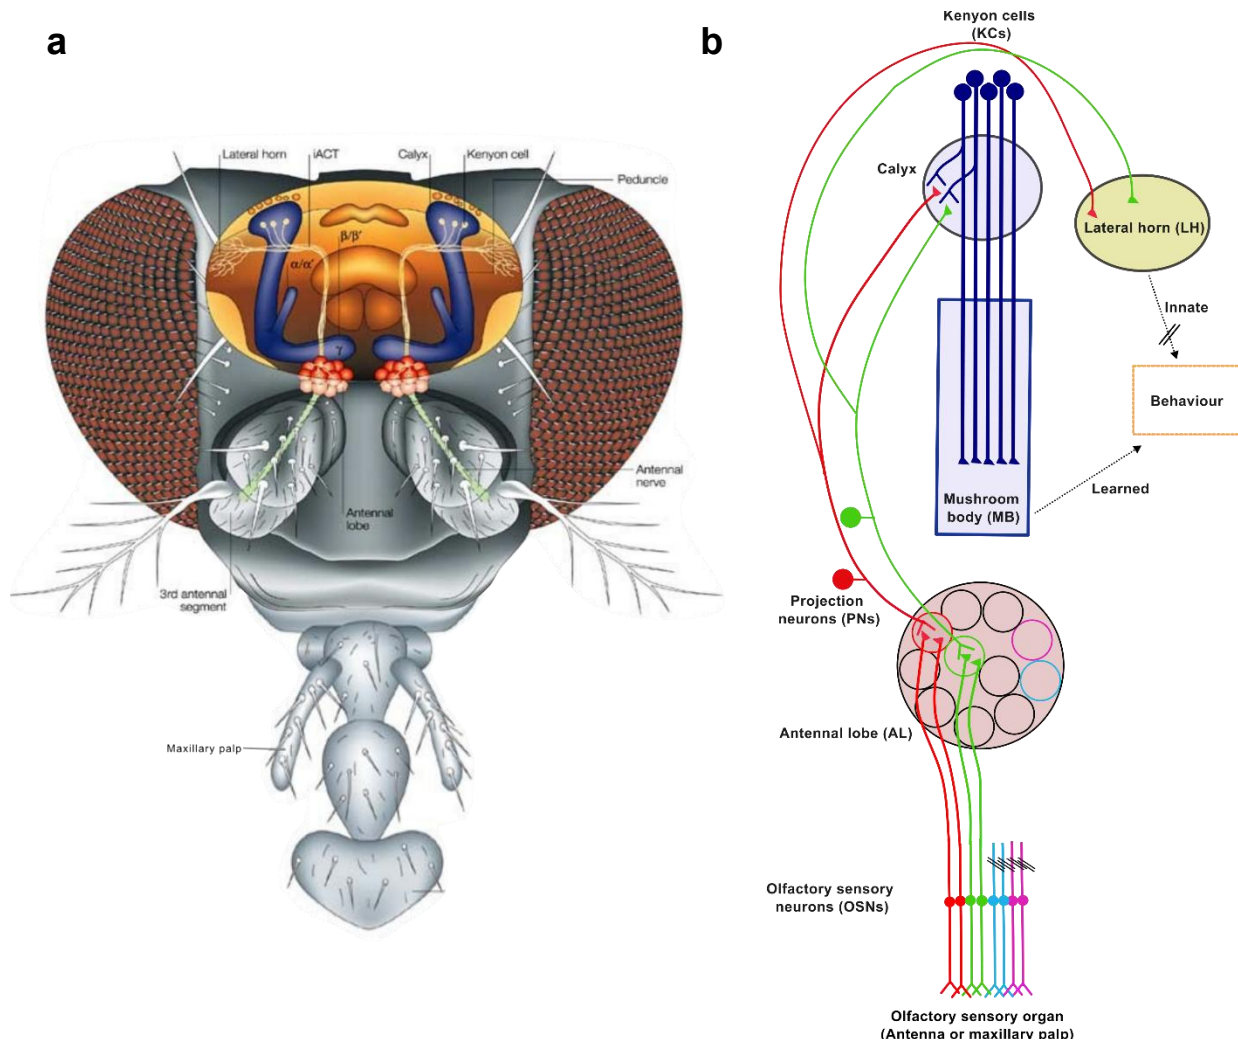 a
Lateral horn
iACT
Calyx
Kenyon cell
Peduncle
β/β'
α/α'
γ
Antennal
nerve
Antennal
lobe
3rd antennal
segment
Maxillary palp
b
Kenyon cells
(KCs)
Calyx
Lateral horn (LH)
Innate
Behaviour
Learned
Mushroom
body (MB)
Projection
neurons (PNs)
Antennal lobe (AL)
Olfactory sensory
neurons (OSNs)
Olfactory sensory organ
(Antenna or maxillary palp)